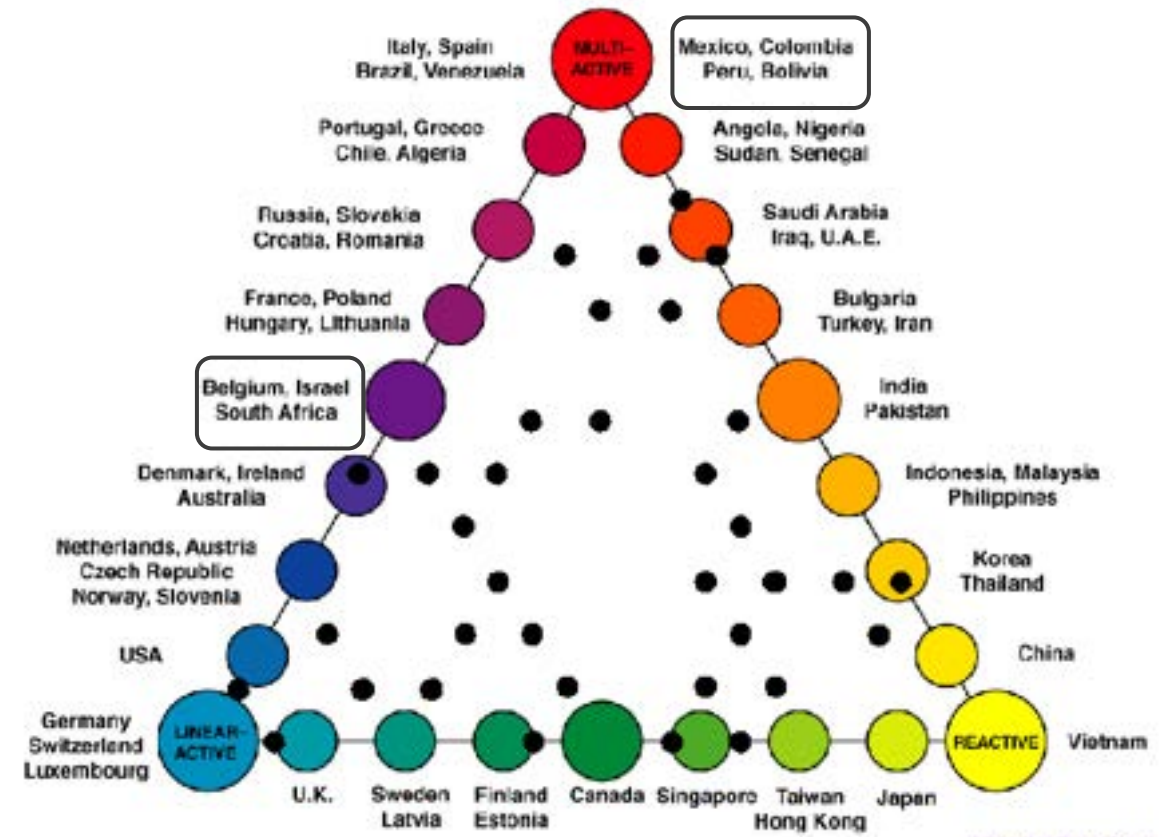 Italy, Spain
Brazil, Venezuela
MULTI-
ACTIVE
Mexico, Colombia
Peru, Bolivia
Portugal, Greece
Chile, Algeria
Angola, Nigeria
Sudan, Senegal
Russia, Slovakia
Croatia, Romania
Saudi Arabia
Iraq, U.A.E.
France, Poland
Hungary, Lithuania
Bulgaria
Turkey, Iran
Belgium, Israel
South Africa
India
Pakistan
Denmark, Ireland
Australia
Indonesia, Malaysia
Philippines
Netherlands, Austria
Czech Republic
Norway, Slovenia
Korea
Thailand
USA
China
Germany
Switzerland
Luxembourg
LINEAR-
ACTIVE
REACTIVE
Vietnam
U.K.
Sweden
Latvia
Finland
Estonia
Canada
Singapore
Taiwan
Hong Kong
Japan